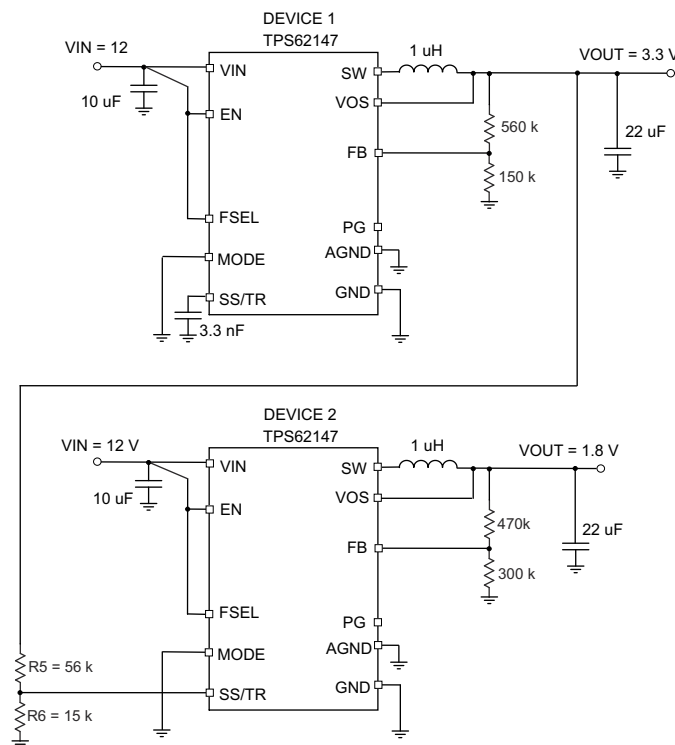 DEVICE 1
TPS62147
VIN = 12
1 uH
VOUT = 3.3 V
VIN
SW
10 uF
VOS
EN
560 k
22 uF
FB
150 k
FSEL
PG
AGND
MODE
GND
SS/TR
3.3 nF
DEVICE 2
TPS62147
VIN = 12 V
1 uH
VOUT = 1.8 V
VIN
SW
10 uF
VOS
EN
470k
22 uF
FB
300 k
FSEL
PG
AGND
MODE
R5 = 56 k
GND
SS/TR
R6 = 15 k